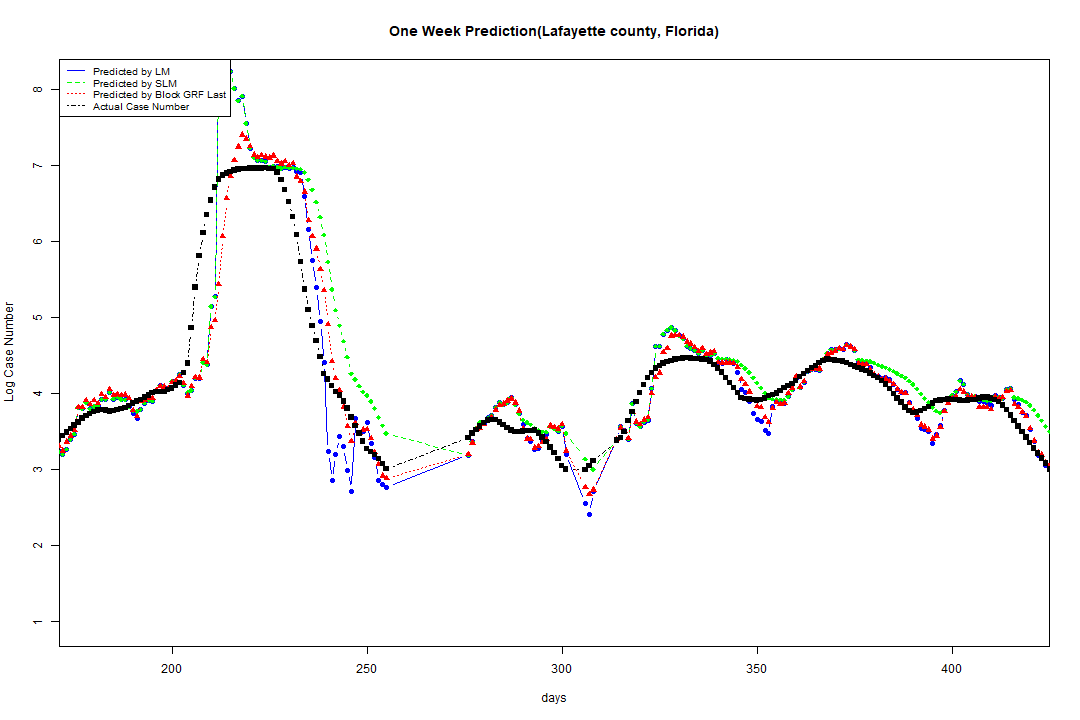 One Week Prediction(Lafayette county, Florida)
Predicted by LM
Predicted by SLM
Predicted by Block GRF Last
Actual Case Number
8
7
6
5
4
3
2
1
Log Case Number
200 250 300 350 400
days